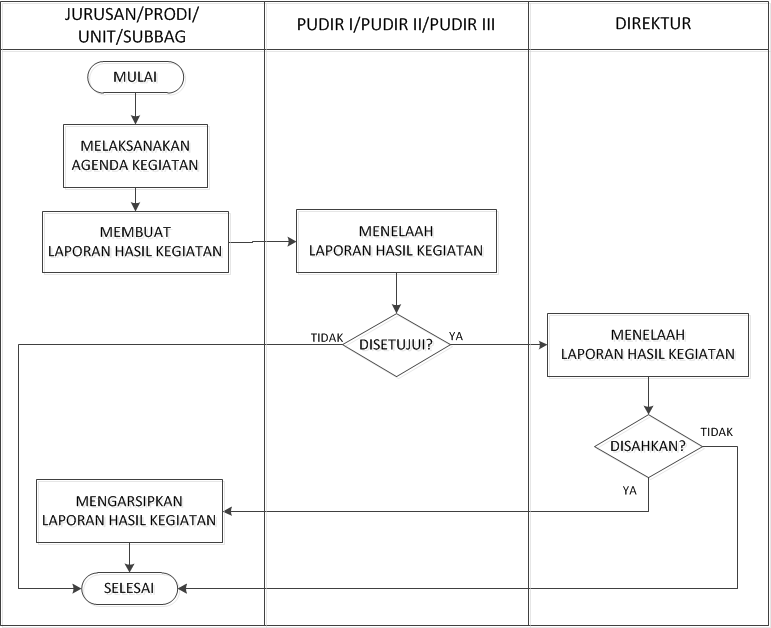 JURUSAN/PRODI/
UNIT/SUBBAG
PUDIR I/PUDIR II/PUDIR III
DIREKTUR
MULAI
MELAKSANAKAN
AGENDA KEGIATAN
MEMBUAT
LAPORAN HASIL KEGIATAN
MENELAAH
LAPORAN HASIL KEGIATAN
TIDAK
DISETUJUI?
YA
MENELAAH
LAPORAN HASIL KEGIATAN
DISAHKAN?
TIDAK
YA
MENGARSIPKAN
LAPORAN HASIL KEGIATAN
SELESAI